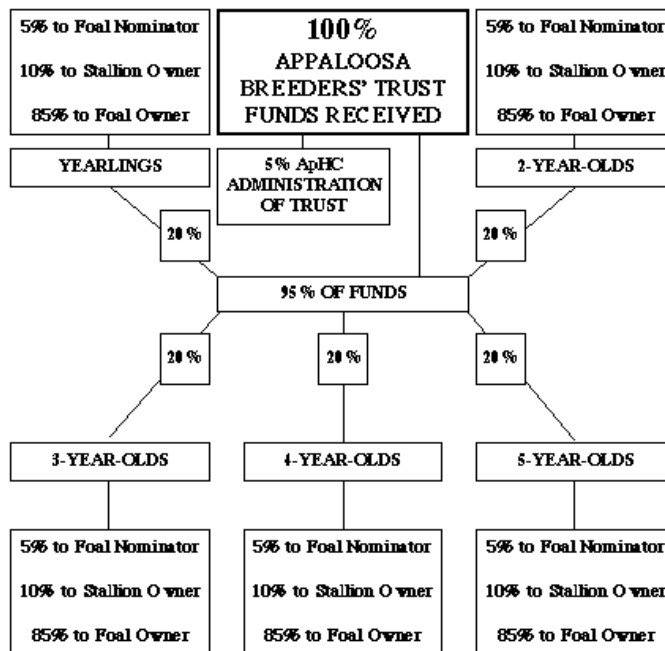 5% to Foal Nominator
10% to Stallion Owner
85% to Foal Owner
100%
APPALOOSA
BREEDERS' TRUST
FUNDS RECEIVED
5% to Foal Nominator
10% to Stallion Owner
85% to Foal Owner
YEARLINGS
5% ApHC
ADMINISTRATION
OF TRUST
2-YEAR-OLDS
20%
20%
95% OF FUNDS
20%
20%
20%
3-YEAR-OLDS
4-YEAR-OLDS
5-YEAR-OLDS
5% to Foal Nominator
10% to Stallion Owner
85% to Foal Owner
5% to Foal Nominator
10% to Stallion Owner
85% to Foal Owner
5% to Foal Nominator
10% to Stallion Owner
85% to Foal Owner